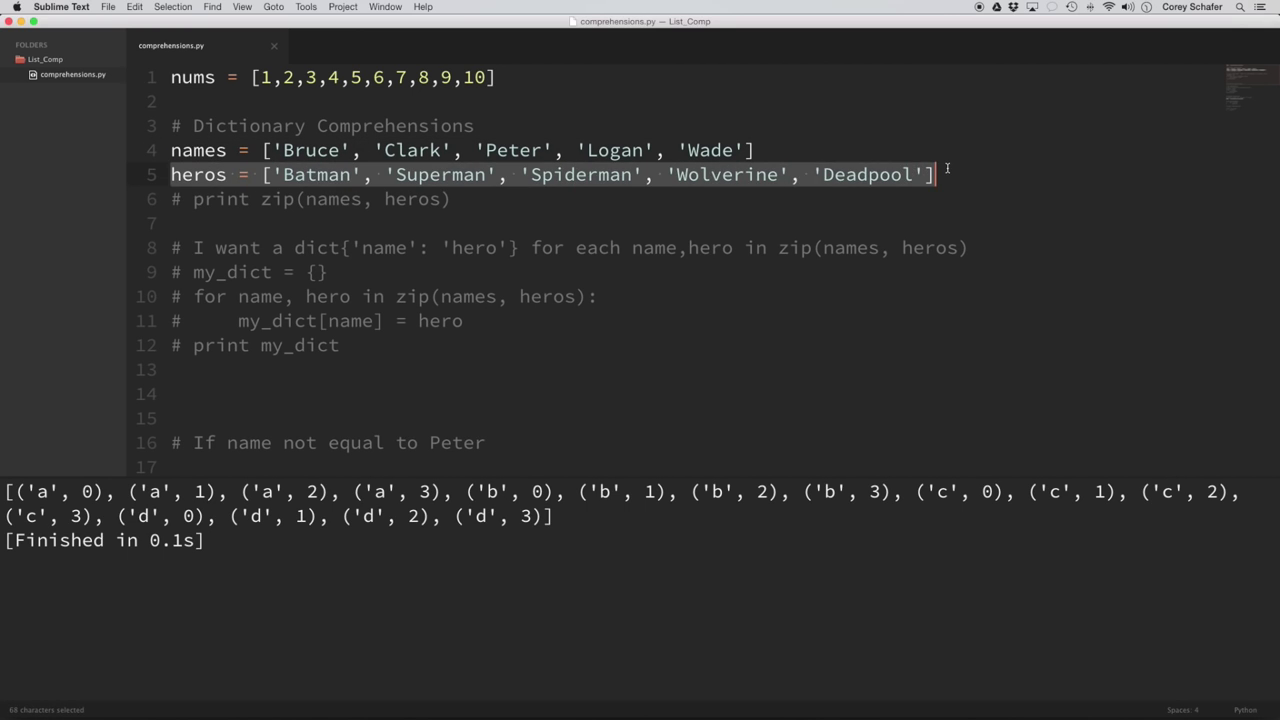 Sublime Text File Edit Selection Find View Goto Tools Project Window Help Corey Schafer
comprehensions.py — List_Comp
FOLDERS
List_Comp
comprehensions.py
comprehensions.py
1 nums = [1,2,3,4,5,6,7,8,9,10]
2
3 # Dictionary Comprehensions
4 names = ['Bruce', 'Clark', 'Peter', 'Logan', 'Wade']
5 heros = ['Batman', 'Superman', 'Spiderman', 'Wolverine', 'Deadpool']
6 # print zip(names, heros)
7
8 # I want a dict{'name': 'hero'} for each name,hero in zip(names, heros)
9 # my_dict = {}
10 # for name, hero in zip(names, heros):
11 #     my_dict[name] = hero
12 # print my_dict
13
14
15
16 # If name not equal to Peter
17
[('a', 0), ('a', 1), ('a', 2), ('a', 3), ('b', 0), ('b', 1), ('b', 2), ('b', 3), ('c', 0), ('c', 1), ('c', 2),
('c', 3), ('d', 0), ('d', 1), ('d', 2), ('d', 3)]
[Finished in 0.1s]
68 characters selected Spaces: 4 Python